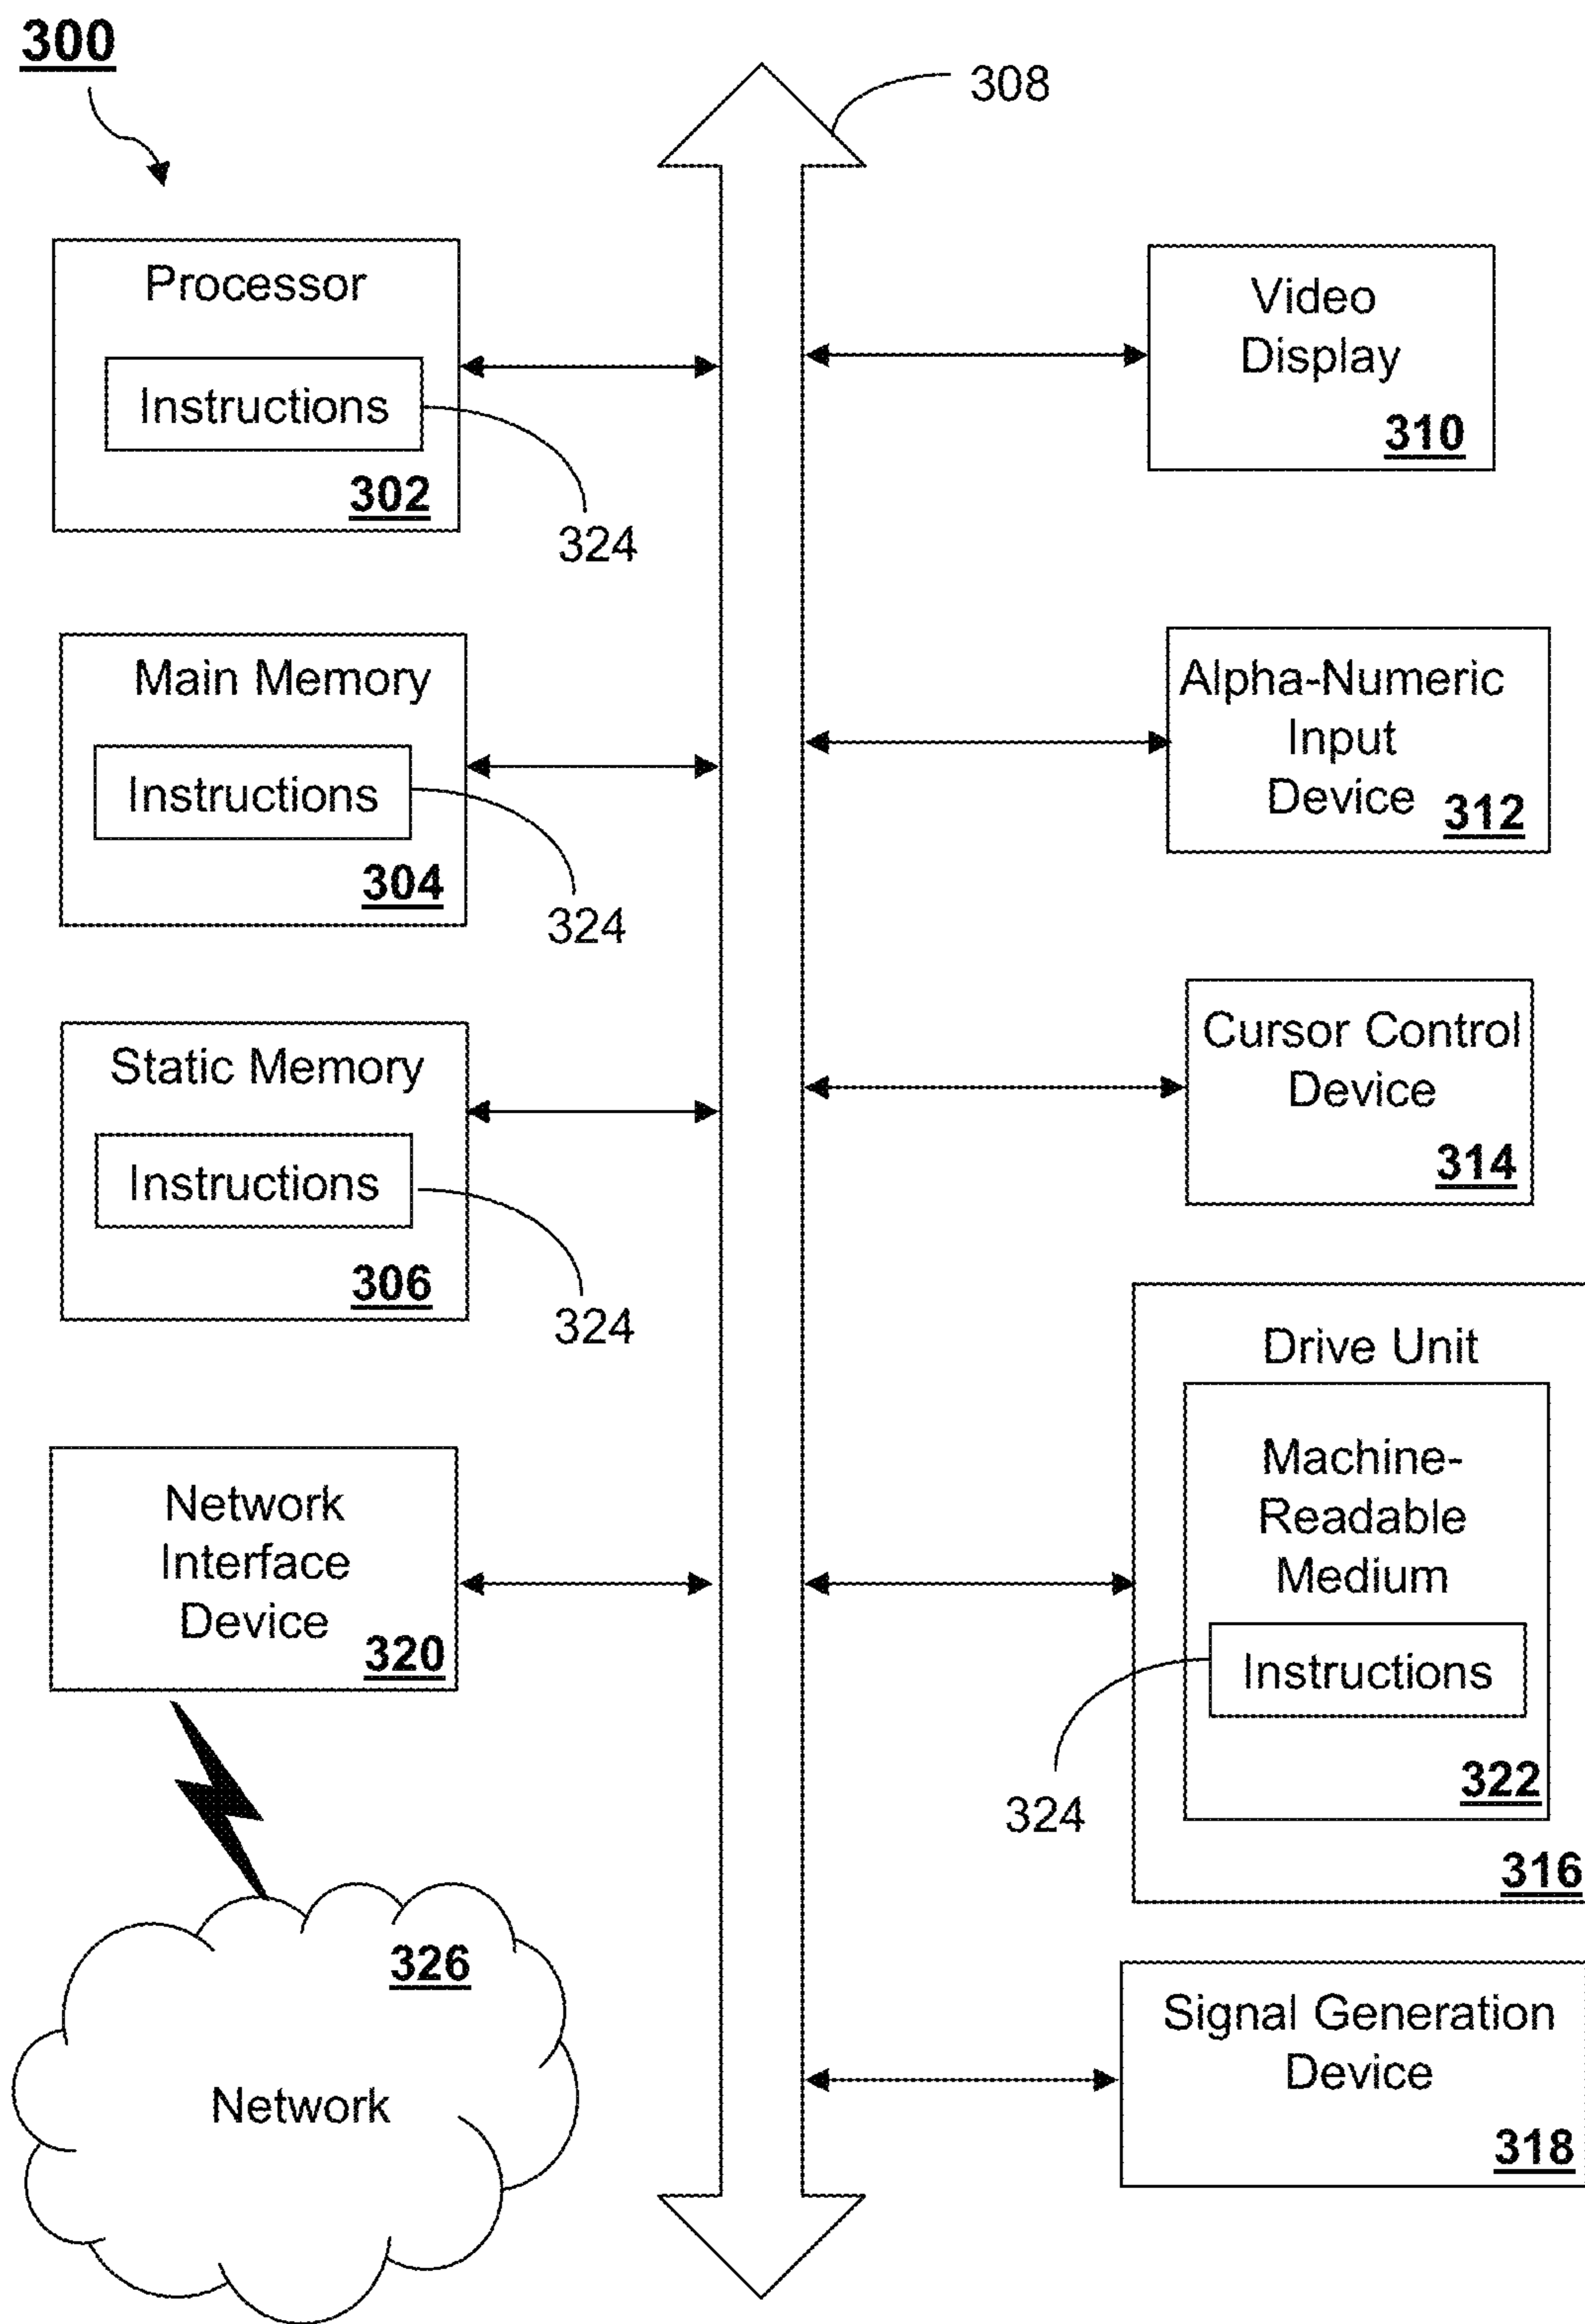 300
308
Processor
Instructions
302
324
Main Memory
Instructions
304
324
Static Memory
Instructions
306
324
Network
Interface
Device
320
326
Network
Video
Display
310
Alpha-Numeric
Input
Device
312
Cursor Control
Device
314
Drive Unit
Machine-
Readable
Medium
Instructions
324
322
316
Signal Generation
Device
318